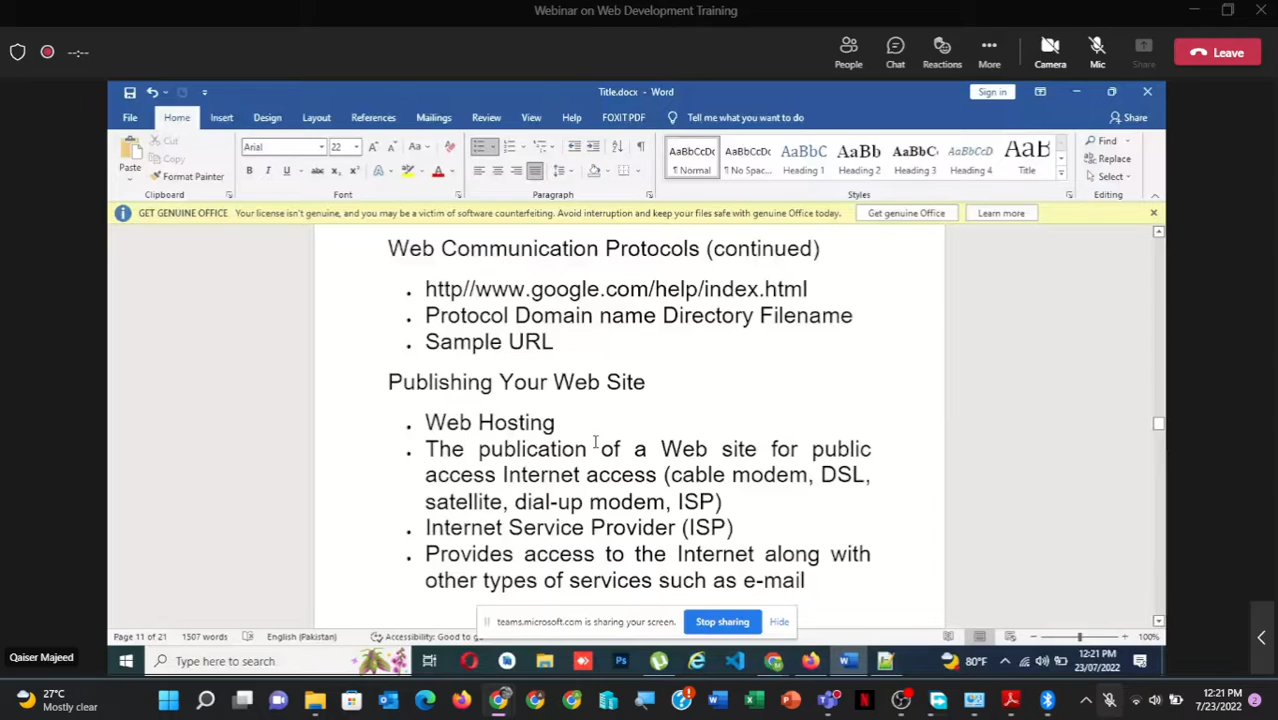 Webinar on Web Development Training
--:--
People
Chat
Reactions
More
Camera
Mic
Share
Leave
Title.docx - Word
Sign in
File Home Insert Design Layout References Mailings Review View Help FOXIT PDF Tell me what you want to do Share
Paste
Cut
Copy
Format Painter
Clipboard
Arial 22
Font
Paragraph
AaBbCcDc ¶ Normal
AaBbCcDc ¶ No Spac...
AaBbC Heading 1
AaBb Heading 2
AaBbC Heading 3
AaBbCcD Heading 4
AaB Title
Styles
Find
Replace
Select
Editing
GET GENUINE OFFICE Your license isn't genuine, and you may be a victim of software counterfeiting. Avoid interruption and keep your files safe with genuine Office today. Get genuine Office Learn more
Web Communication Protocols (continued)
• http//www.google.com/help/index.html
• Protocol Domain name Directory Filename
• Sample URL
Publishing Your Web Site
• Web Hosting
• The publication of a Web site for public
access Internet access (cable modem, DSL,
satellite, dial-up modem, ISP)
• Internet Service Provider (ISP)
• Provides access to the Internet along with
other types of services such as e-mail
teams.microsoft.com is sharing your screen. Stop sharing Hide
Page 11 of 21 1507 words English (Pakistan) Accessibility: Good to g 100%
Qaiser Majeed
Type here to search
80°F
12:21 PM
23/07/2022
27°C
Mostly clear
12:21 PM
7/23/2022
2